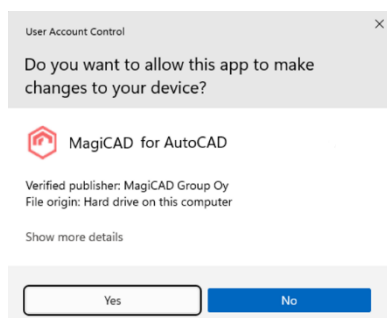 User Account Control
Do you want to allow this app to make
changes to your device?
MagiCAD for AutoCAD
Verified publisher: MagiCAD Group Oy
File origin: Hard drive on this computer
Show more details
Yes
No